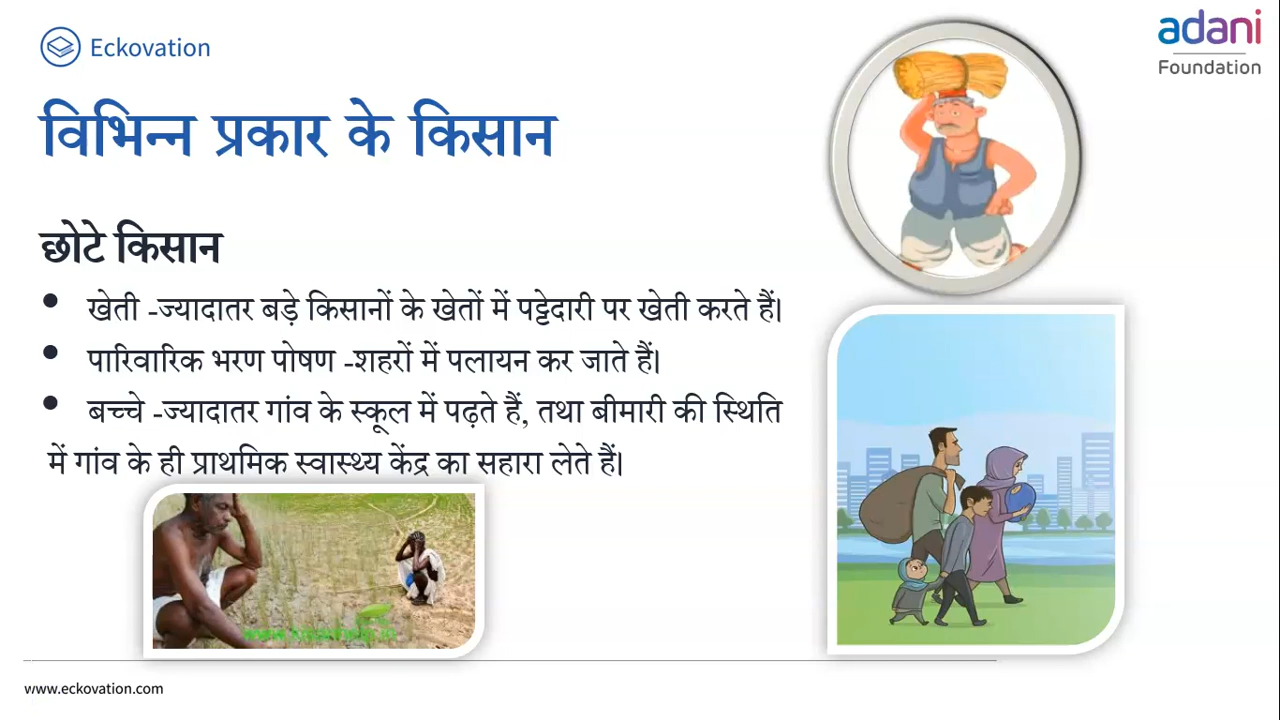 Eckovation
adani
Foundation
विभिन्न प्रकार के किसान
छोटे किसान
• खेती -ज्यादातर बड़े किसानों के खेतों में पट्टेदारी पर खेती करते हैं।
• पारिवारिक भरण पोषण -शहरों में पलायन कर जाते हैं।
• बच्चे -ज्यादातर गांव के स्कूल में पढ़ते हैं, तथा बीमारी की स्थिति
में गांव के ही प्राथमिक स्वास्थ्य केंद्र का सहारा लेते हैं।
www.eckovation.com